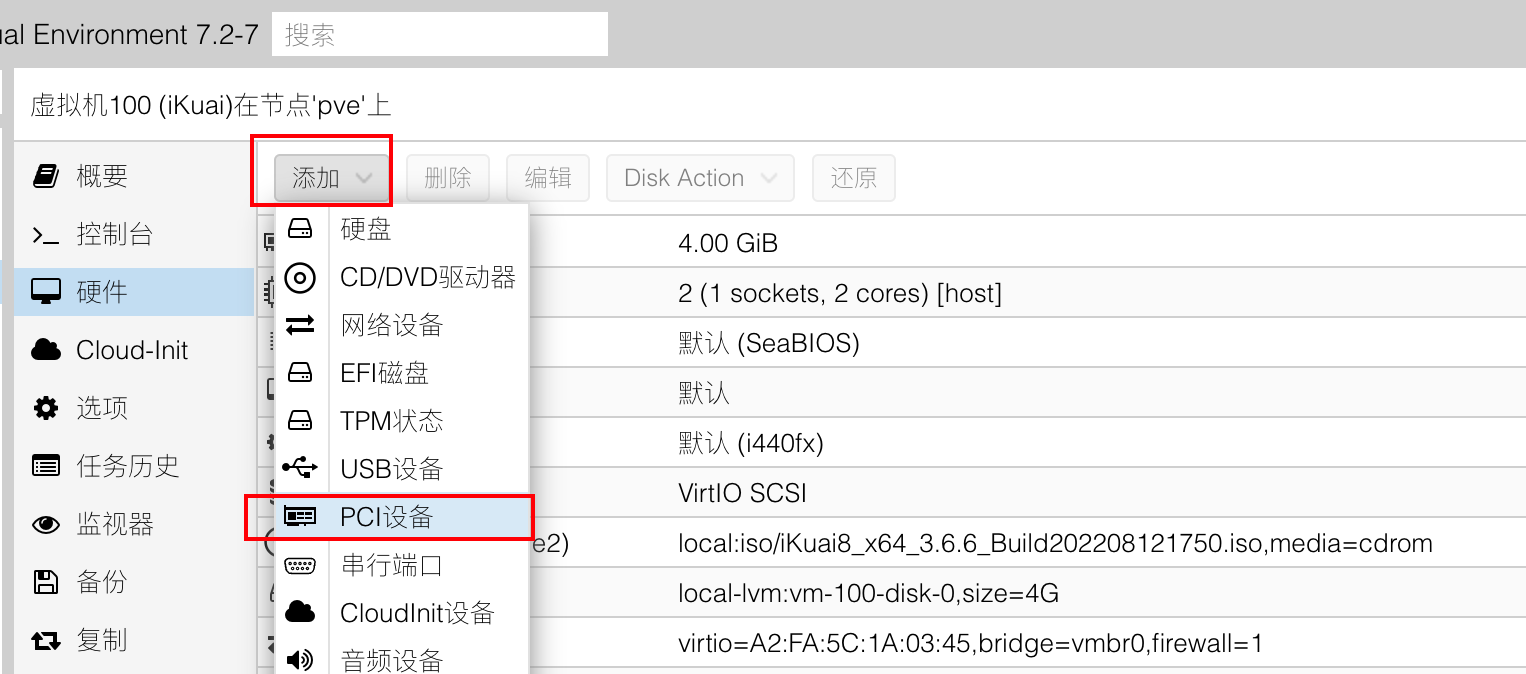 al Environment 7.2-7 搜索
虚拟机100 (iKuai)在节点'pve'上
概要
控制台
硬件
Cloud-Init
选项
任务历史
监视器
备份
复制
添加 删除 编辑 Disk Action 还原
硬盘
CD/DVD驱动器
网络设备
EFI磁盘
TPM状态
USB设备
PCI设备
串行端口
CloudInit设备
音频设备
4.00 GiB
2 (1 sockets, 2 cores) [host]
默认 (SeaBIOS)
默认
默认 (i440fx)
VirtIO SCSI
e2) local:iso/iKuai8_x64_3.6.6_Build202208121750.iso,media=cdrom
local-lvm:vm-100-disk-0,size=4G
virtio=A2:FA:5C:1A:03:45,bridge=vmbr0,firewall=1